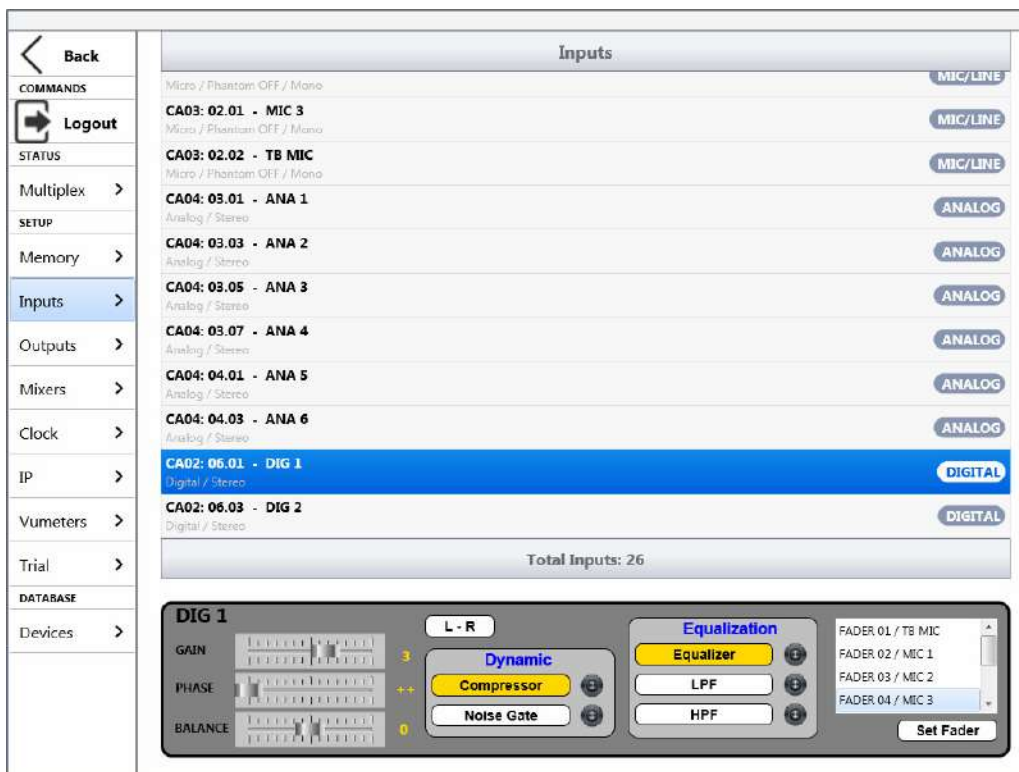 Back
COMMANDS
Logout
STATUS
Multiplex
SETUP
Memory
Inputs
Outputs
Mixers
Clock
IP
Vumeters
Trial
DATABASE
Devices
Inputs
Micro / Phantom OFF / Mono
MIC/LINE
CA03: 02.01 - MIC 3
Micro / Phantom OFF / Mono
MIC/LINE
CA03: 02.02 - TB MIC
Micro / Phantom OFF / Mono
MIC/LINE
CA04: 03.01 - ANA 1
Analog / Stereo
ANALOG
CA04: 03.03 - ANA 2
Analog / Stereo
ANALOG
CA04: 03.05 - ANA 3
Analog / Stereo
ANALOG
CA04: 03.07 - ANA 4
Analog / Stereo
ANALOG
CA04: 04.01 - ANA 5
Analog / Stereo
ANALOG
CA04: 04.03 - ANA 6
Analog / Stereo
ANALOG
CA02: 06.01 - DIG 1
Digital / Stereo
DIGITAL
CA02: 06.03 - DIG 2
Digital / Stereo
DIGITAL
Total Inputs: 26
DIG 1
GAIN
3
PHASE
++
BALANCE
0
L - R
Dynamic
Compressor
Noise Gate
Equalization
Equalizer
LPF
HPF
FADER 01 / TB MIC
FADER 02 / MIC 1
FADER 03 / MIC 2
FADER 04 / MIC 3
Set Fader